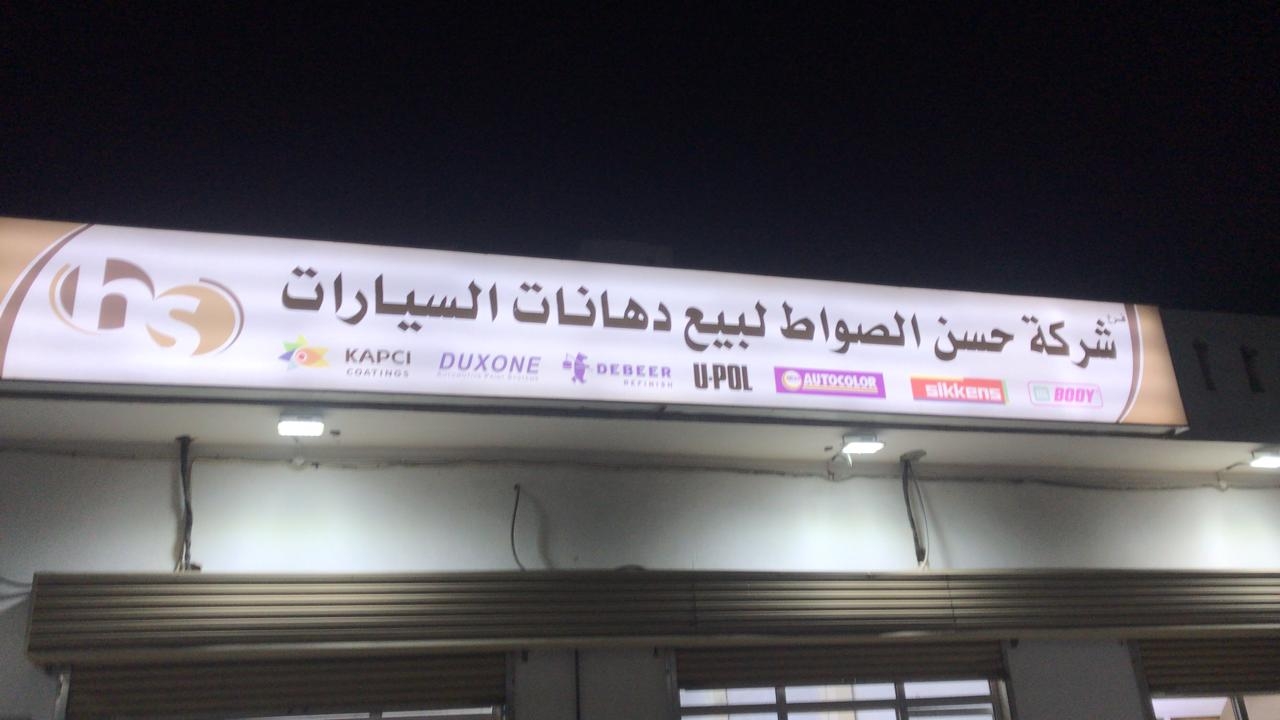 فرع
شركة حسن الصواط لبيع دهانات السيارات
hs
KAPCI COATINGS
DUXONE
DEBEER REFINISH
U-POL
AUTOCOLOR
sikkens
BODY